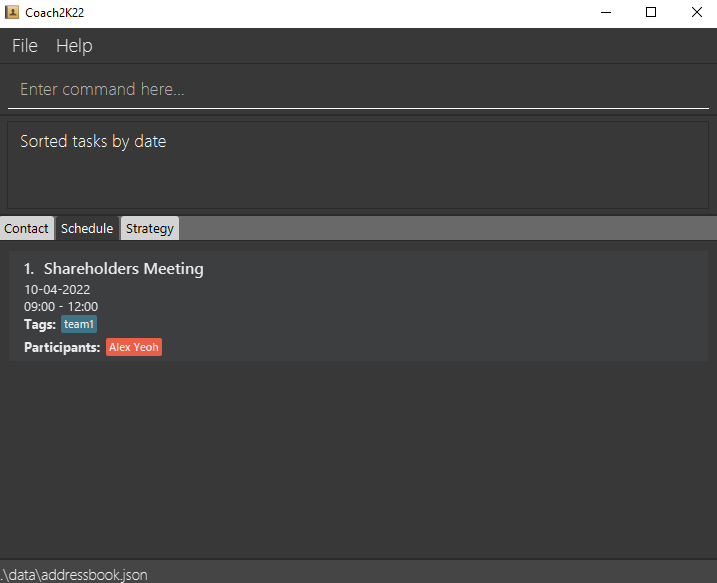 Coach2K22
File Help
Enter command here...
Sorted tasks by date
Contact Schedule Strategy
1. Shareholders Meeting
10-04-2022
09:00 - 12:00
Tags: team1
Participants: Alex Yeoh
.\data\addressbook.json